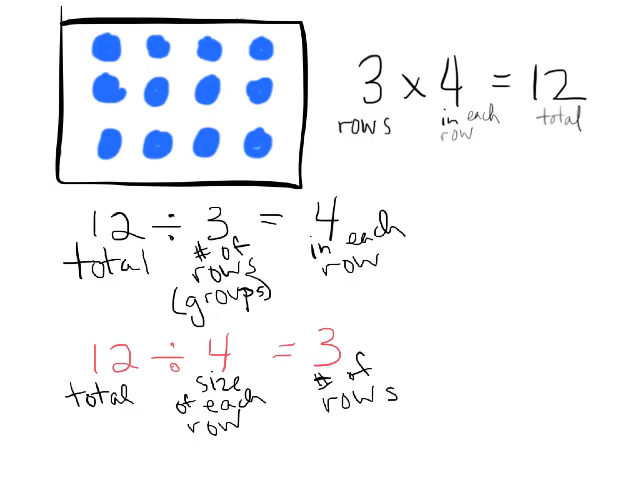 3 × 4 = 12
rows in each row total
12 ÷ 3 = 4
total # of rows (groups) in each row
12 ÷ 4 = 3
total size of each row # of rows